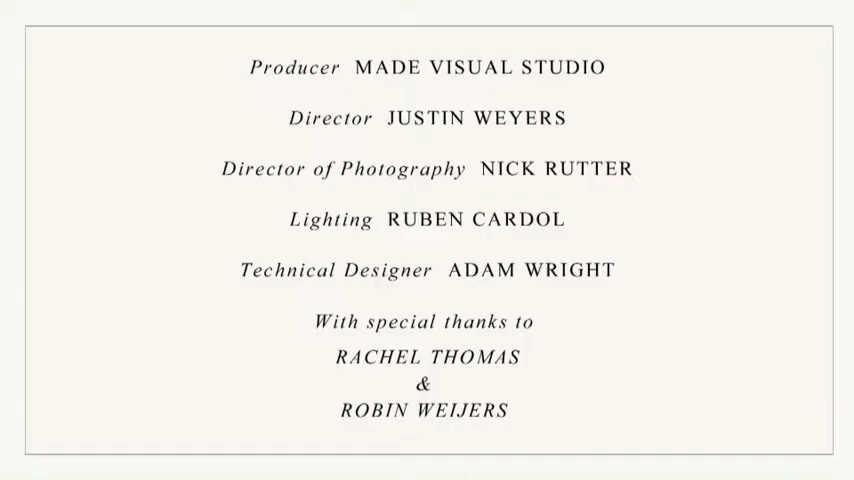 Producer MADE VISUAL STUDIO
Director JUSTIN WEYERS
Director of Photography NICK RUTTER
Lighting RUBEN CARDOL
Technical Designer ADAM WRIGHT
With special thanks to
RACHEL THOMAS
&
ROBIN WEIJERS